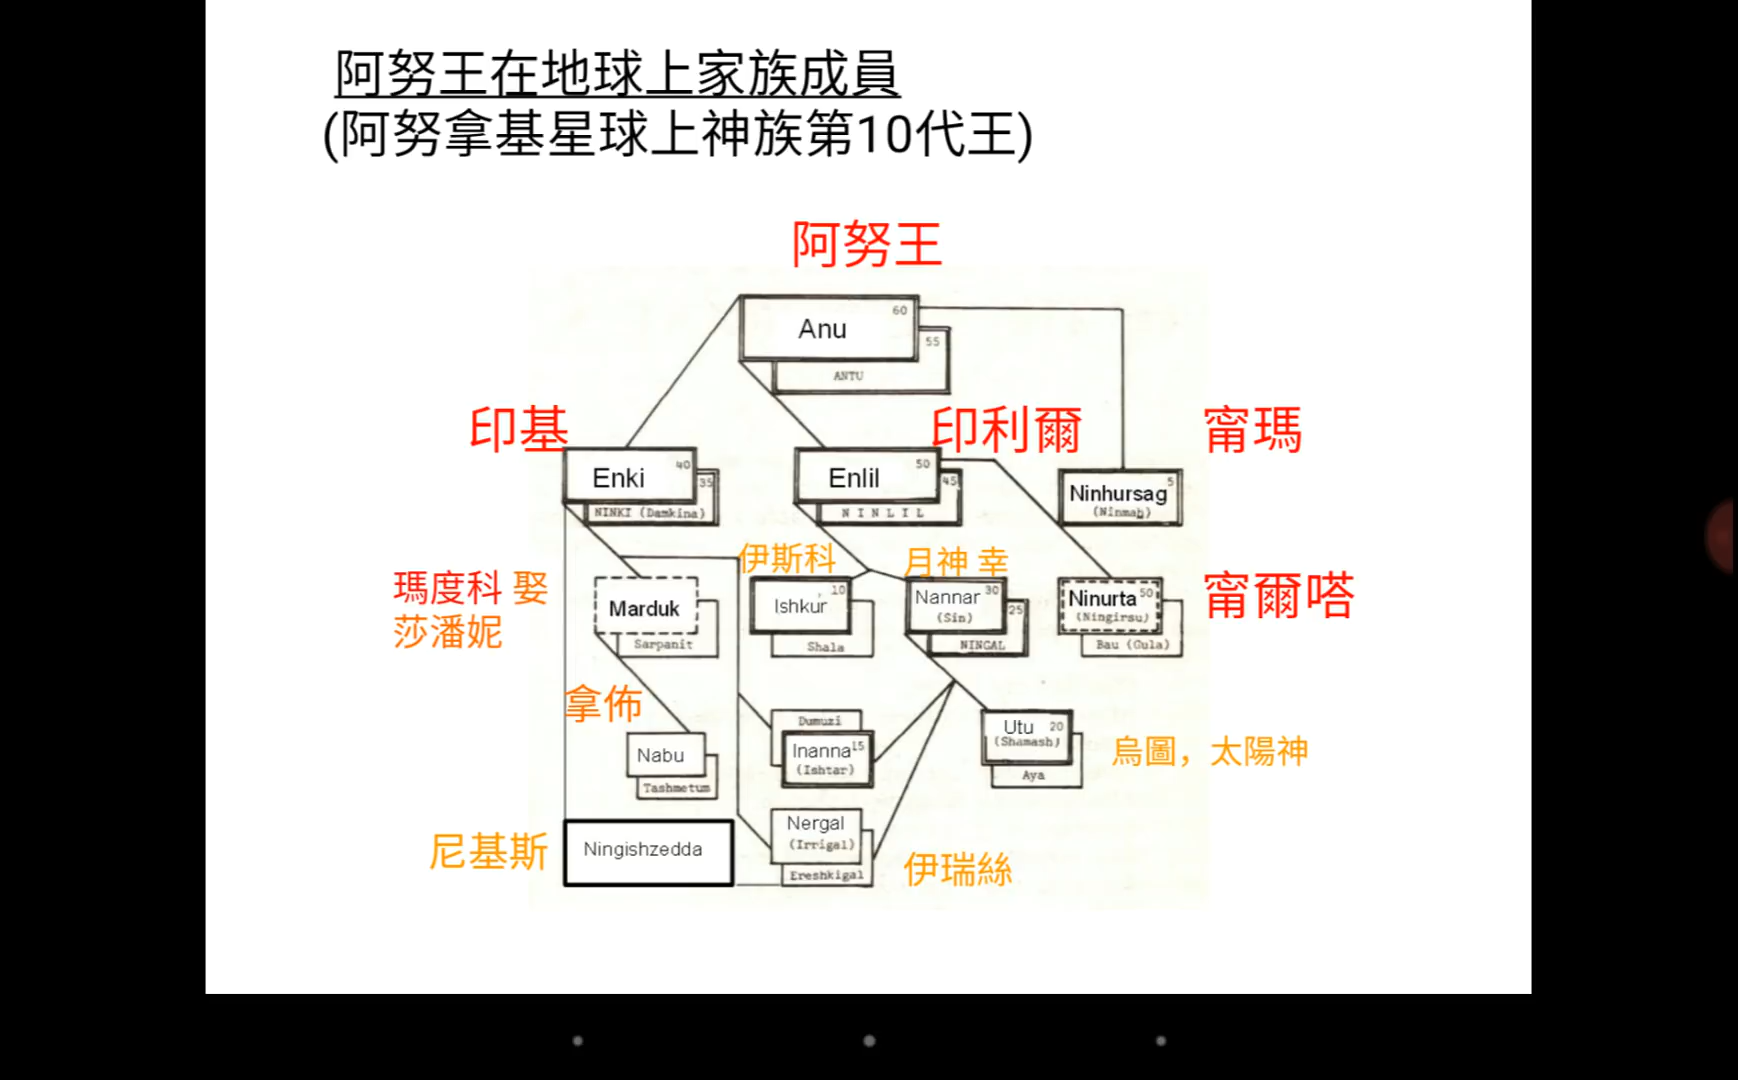 阿努王在地球上家族成員
(阿努拿基星球上神族第10代王)
阿努王
60
Anu
55
ANTU
印基
印利爾
甯瑪
40
Enki
35
NINKI (Damkina)
50
Enlil
45
NINLIL
5
Ninhursag
(Ninmah)
伊斯科
月神 幸
瑪度科 娶
莎潘妮
Marduk
Sarpanit
10
Ishkur
Shala
Nannar 30
(Sin)
25
NINGAL
Ninurta 50
(Ningirsu)
Bau (Gula)
甯爾嗒
拿佈
Nabu
Tashmetum
Dumuzi
Inanna 15
(Ishtar)
Utu 20
(Shamash)
Aya
烏圖，太陽神
尼基斯
Ningishzedda
Nergal
(Irrigal)
Ereshkigal
伊瑞絲